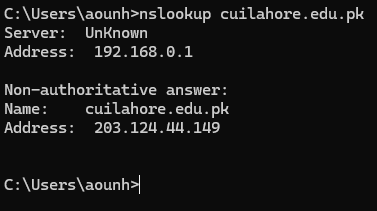 C:\Users\aounh>nslookup cuilahore.edu.pk
Server:  UnKnown
Address:  192.168.0.1

Non-authoritative answer:
Name:    cuilahore.edu.pk
Address:  203.124.44.149


C:\Users\aounh>